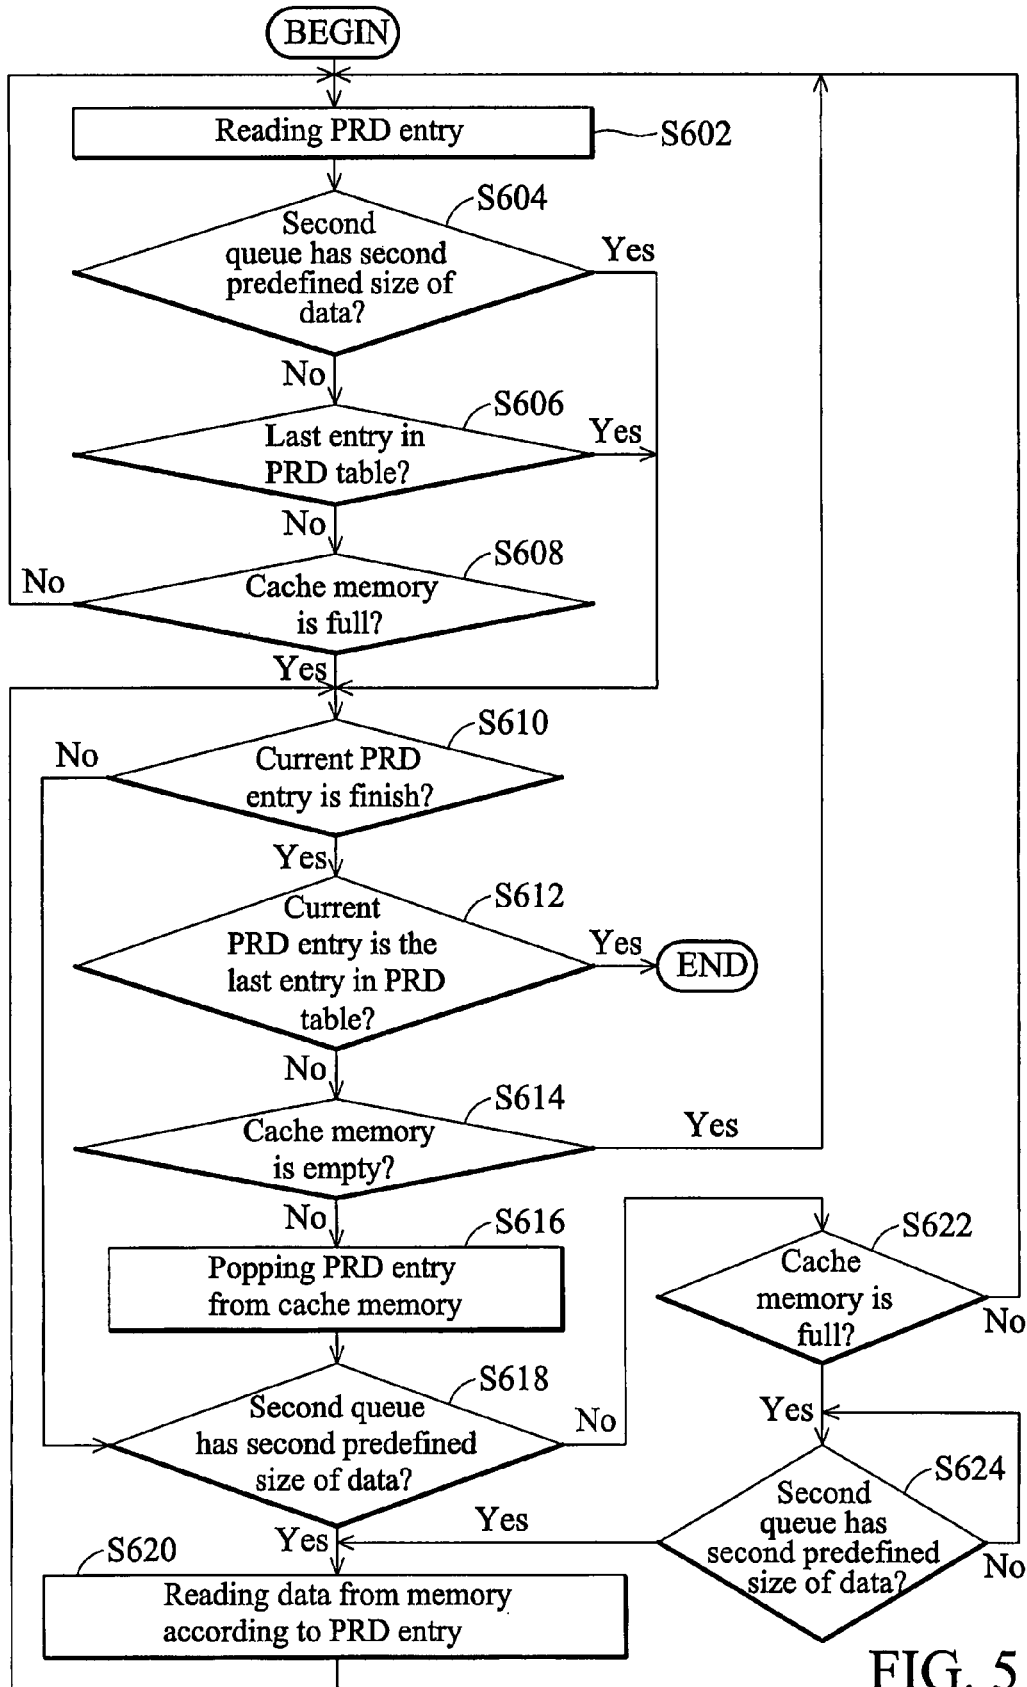 BEGIN
Reading PRD entry
S602
S604
Second
queue has second
predefined size of
data?
Yes
No
S606
Last entry in
PRD table?
Yes
No
S608
Cache memory
is full?
No
Yes
S610
Current PRD
entry is finish?
No
Yes
S612
Current
PRD entry is the
last entry in PRD
table?
Yes
END
No
S614
Cache memory
is empty?
Yes
No
S616
Popping PRD entry
from cache memory
S622
Cache
memory is
full?
No
Yes
S618
Second queue
has second predefined
size of data?
No
Yes
S624
Second
queue has
second predefined
size of data?
Yes
No
S620
Reading data from memory
according to PRD entry
FIG. 5